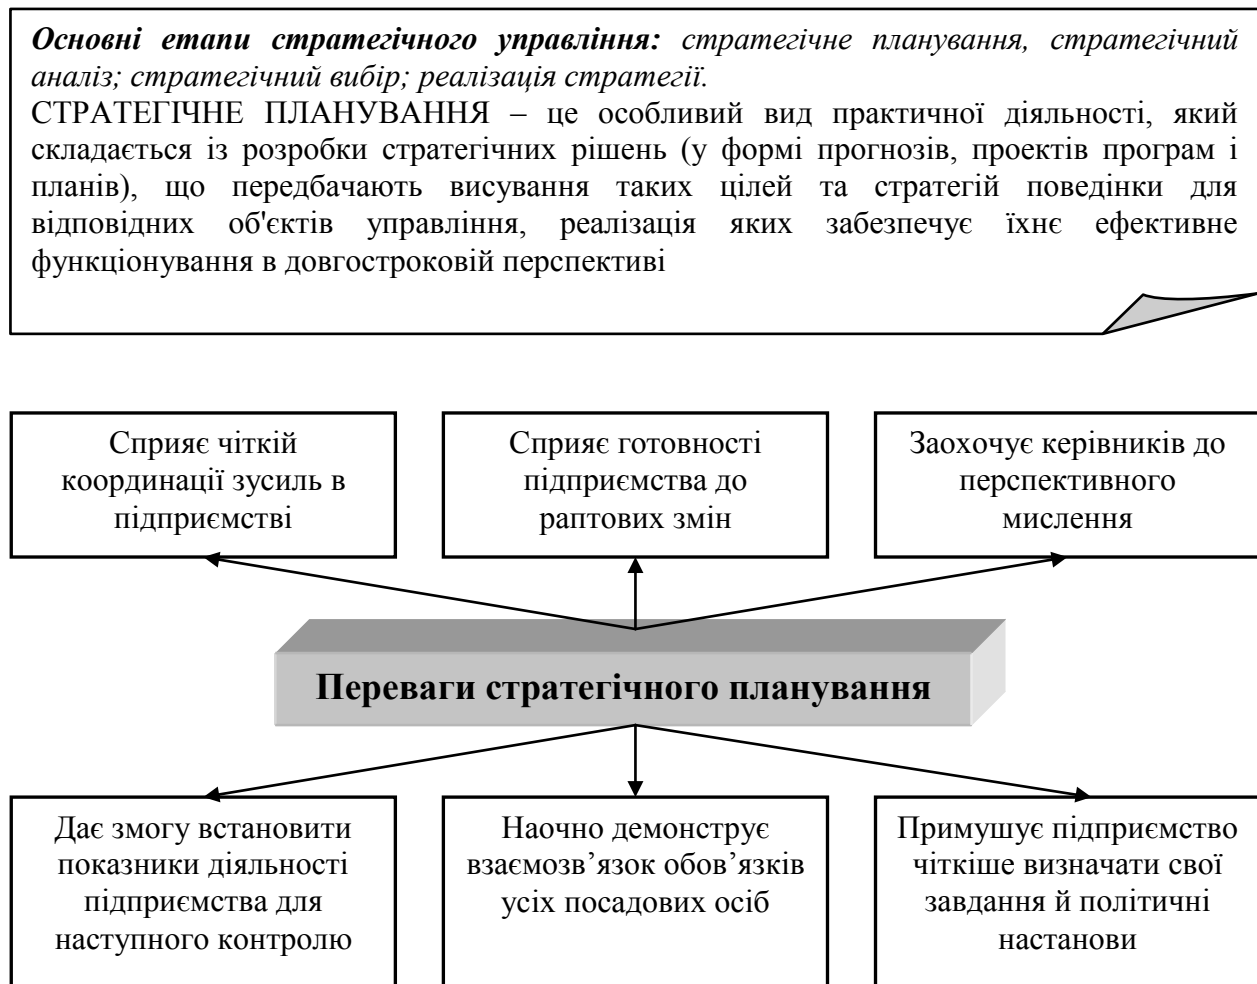 Основні етапи стратегічного управління: стратегічне планування, стратегічний
аналіз; стратегічний вибір; реалізація стратегії.
СТРАТЕГІЧНЕ ПЛАНУВАННЯ – це особливий вид практичної діяльності, який
складається із розробки стратегічних рішень (у формі прогнозів, проектів програм і
планів), що передбачають висування таких цілей та стратегій поведінки для
відповідних об'єктів управління, реалізація яких забезпечує їхнє ефективне
функціонування в довгостроковій перспективі
Сприяє чіткій
координації зусиль в
підприємстві
Сприяє готовності
підприємства до
раптових змін
Заохочує керівників до
перспективного
мислення
Переваги стратегічного планування
Дає змогу встановити
показники діяльності
підприємства для
наступного контролю
Наочно демонструє
взаємозв’язок обов’язків
усіх посадових осіб
Примушує підприємство
чіткіше визначати свої
завдання й політичні
настанови